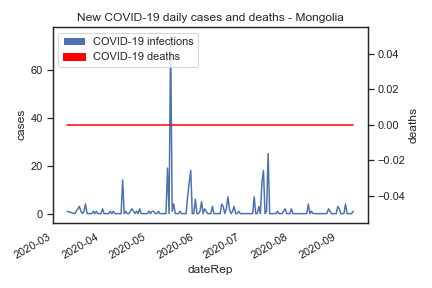 New COVID-19 daily cases and deaths - Mongolia
COVID-19 infections
COVID-19 deaths
60
40
20
0
cases
0.04
0.02
0.00
−0.02
−0.04
deaths
2020-03
2020-04
2020-05
2020-06
2020-07
2020-08
2020-09
dateRep